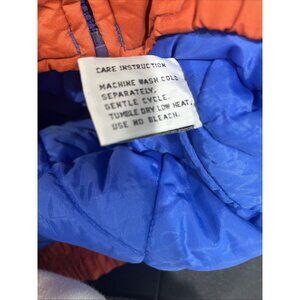 CARE INSTRUCTION
MACHINE WASH COLD
SEPARATELY,
GENTLE CYCLE.
TUMBLE DRY LOW HEAT,
USE NO BLEACH.